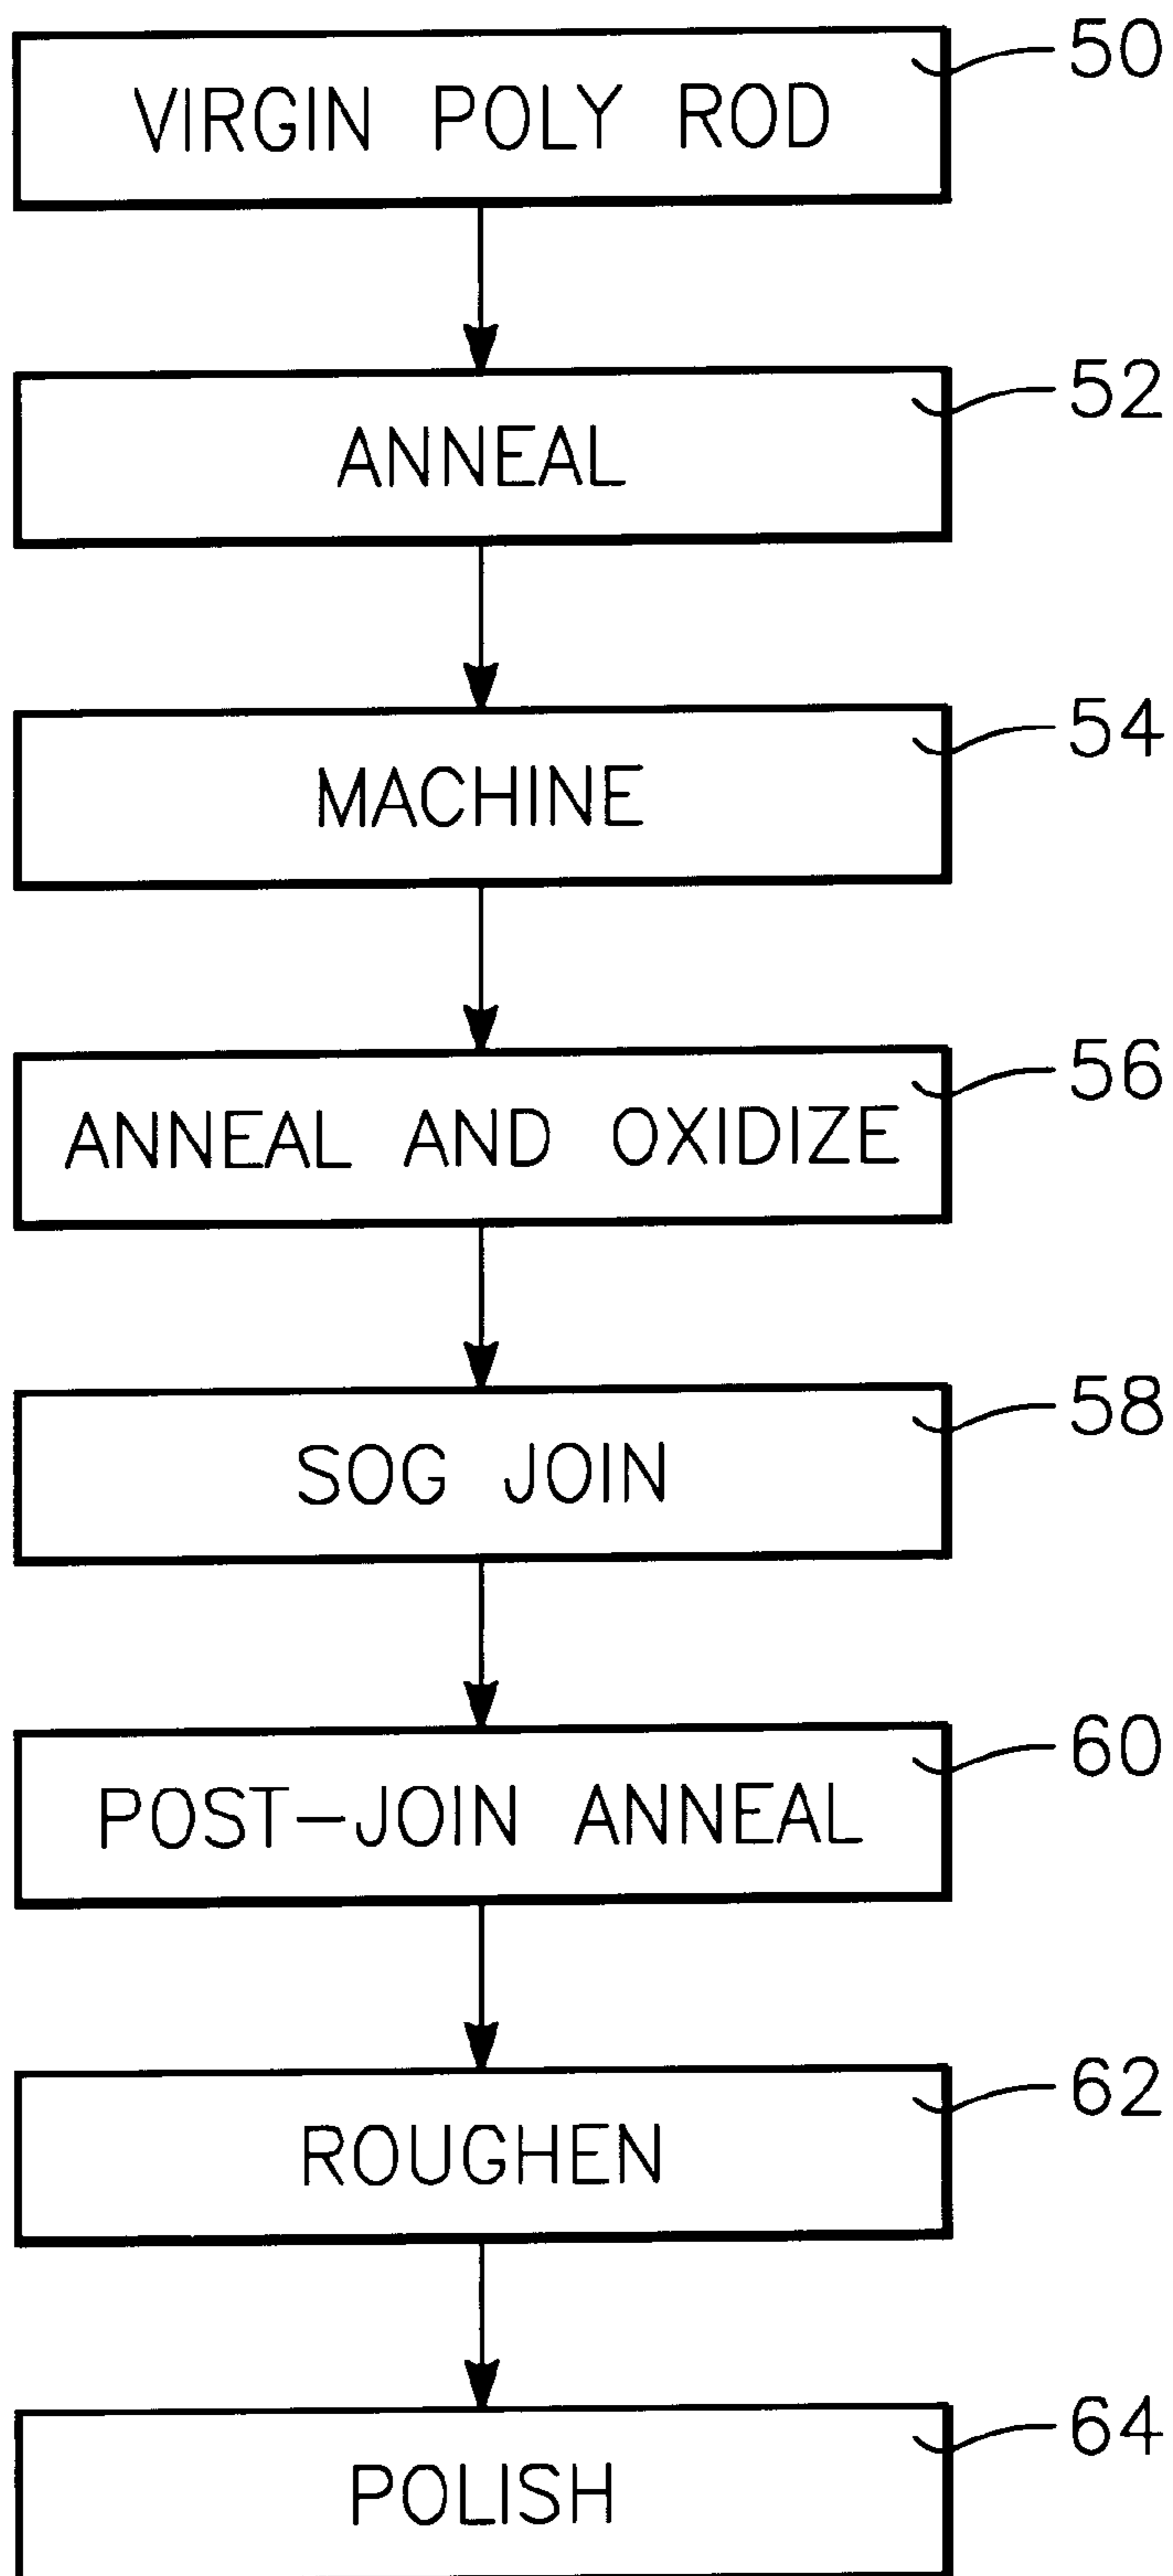 50
VIRGIN POLY ROD
52
ANNEAL
54
MACHINE
56
ANNEAL AND OXIDIZE
58
SOG JOIN
60
POST-JOIN ANNEAL
62
ROUGHEN
64
POLISH